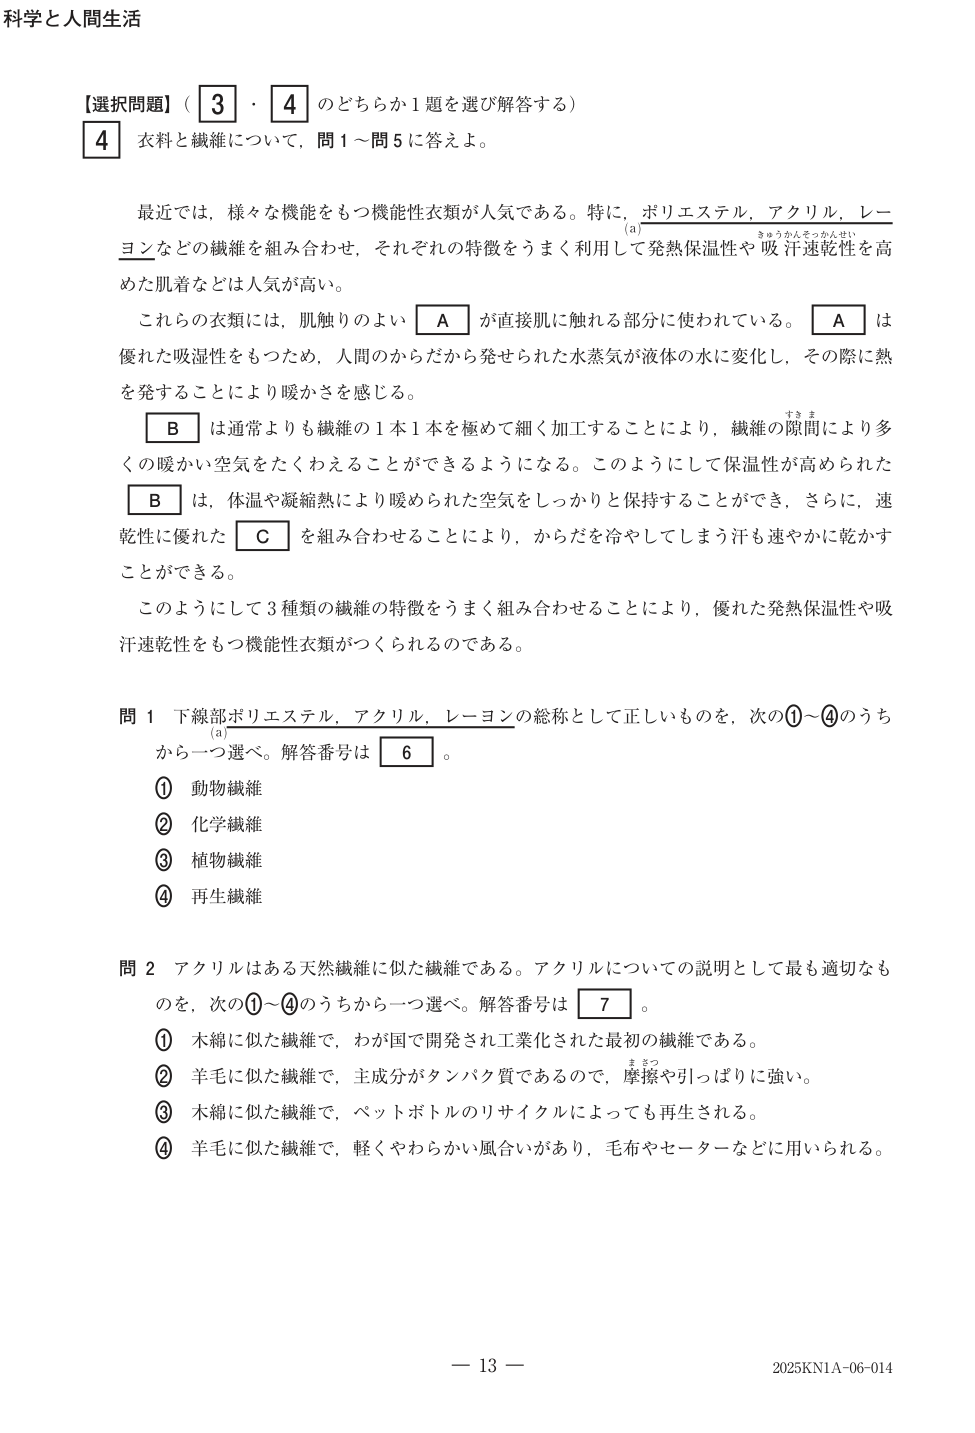 科学と人間生活
【選択問題】（ 3 ・ 4 のどちらか1題を選び解答する）
4 衣料と繊維について，問1～問5に答えよ。
最近では，様々な機能をもつ機能性衣類が人気である。特に，ポリエステル，アクリル，レー
(a) きゅうかんそっかんせい
ヨンなどの繊維を組み合わせ，それぞれの特徴をうまく利用して発熱保温性や吸汗速乾性を高
めた肌着などは人気が高い。
これらの衣類には，肌触りのよい A が直接肌に触れる部分に使われている。 A は
優れた吸湿性をもつため，人間のからだから発せられた水蒸気が液体の水に変化し，その際に熱
を発することにより暖かさを感じる。
すきま
B は通常よりも繊維の1本1本を極めて細く加工することにより，繊維の隙間により多
くの暖かい空気をたくわえることができるようになる。このようにして保温性が高められた
B は，体温や凝縮熱により暖められた空気をしっかりと保持することができ，さらに，速
乾性に優れた C を組み合わせることにより，からだを冷やしてしまう汗も速やかに乾かす
ことができる。
このようにして3種類の繊維の特徴をうまく組み合わせることにより，優れた発熱保温性や吸
汗速乾性をもつ機能性衣類がつくられるのである。
問 1 下線部ポリエステル，アクリル，レーヨンの総称として正しいものを，次の①～④のうち
(a)
から一つ選べ。解答番号は 6 。
① 動物繊維
② 化学繊維
③ 植物繊維
④ 再生繊維
問 2 アクリルはある天然繊維に似た繊維である。アクリルについての説明として最も適切なも
のを，次の①～④のうちから一つ選べ。解答番号は 7 。
① 木綿に似た繊維で，わが国で開発され工業化された最初の繊維である。
まさつ
② 羊毛に似た繊維で，主成分がタンパク質であるので，摩擦や引っぱりに強い。
③ 木綿に似た繊維で，ペットボトルのリサイクルによっても再生される。
④ 羊毛に似た繊維で，軽くやわらかい風合いがあり，毛布やセーターなどに用いられる。
― 13 ―
2025KN1A-06-014